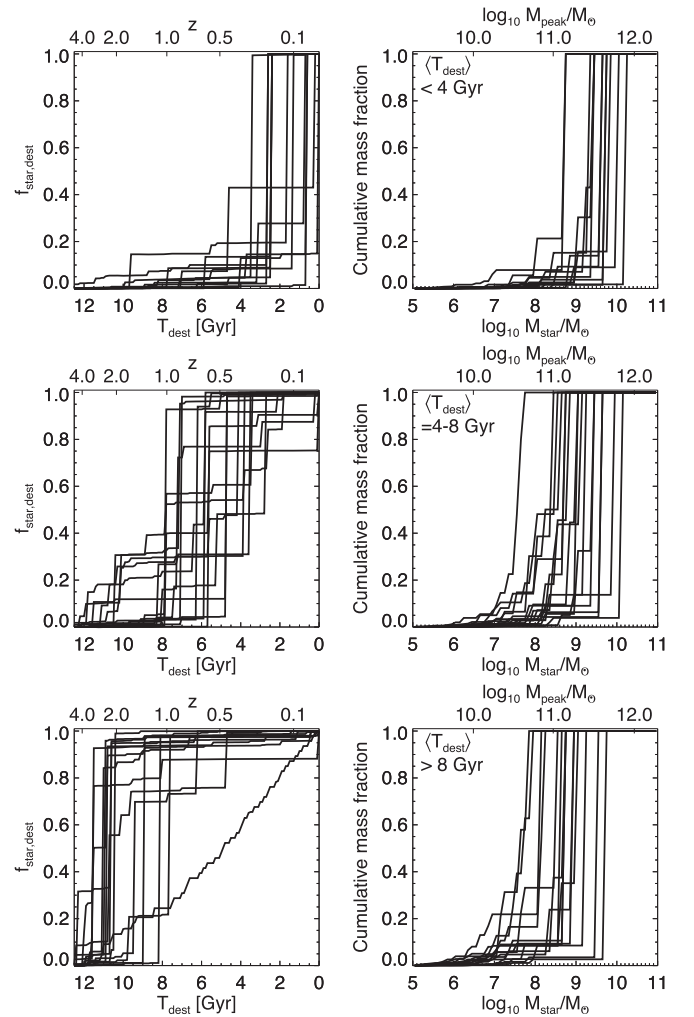 z
4.0 2.0 1.0 0.5 0.1
1.0
0.8
0.6
0.4
0.2
0.0
f_star,dest
12 10 8 6 4 2 0
T_dest [Gyr]
log₁₀ M_peak/M_ʘ
10.0 11.0 12.0
⟨T_dest⟩
< 4 Gyr
1.0
0.8
0.6
0.4
0.2
0.0
Cumulative mass fraction
5 6 7 8 9 10 11
log₁₀ M_star/M_ʘ
z
4.0 2.0 1.0 0.5 0.1
1.0
0.8
0.6
0.4
0.2
0.0
f_star,dest
12 10 8 6 4 2 0
T_dest [Gyr]
log₁₀ M_peak/M_ʘ
10.0 11.0 12.0
⟨T_dest⟩
=4-8 Gyr
1.0
0.8
0.6
0.4
0.2
0.0
Cumulative mass fraction
5 6 7 8 9 10 11
log₁₀ M_star/M_ʘ
z
4.0 2.0 1.0 0.5 0.1
1.0
0.8
0.6
0.4
0.2
0.0
f_star,dest
12 10 8 6 4 2 0
T_dest [Gyr]
log₁₀ M_peak/M_ʘ
10.0 11.0 12.0
⟨T_dest⟩
> 8 Gyr
1.0
0.8
0.6
0.4
0.2
0.0
Cumulative mass fraction
5 6 7 8 9 10 11
log₁₀ M_star/M_ʘ